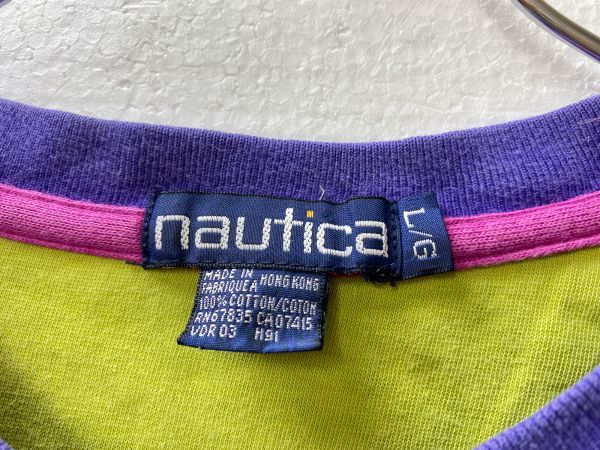 nautica
L/G
MADE IN HONG KONG
FABRIQUE A
100% COTTON/COTON
RN67835 CA07415
VDR 03 H91